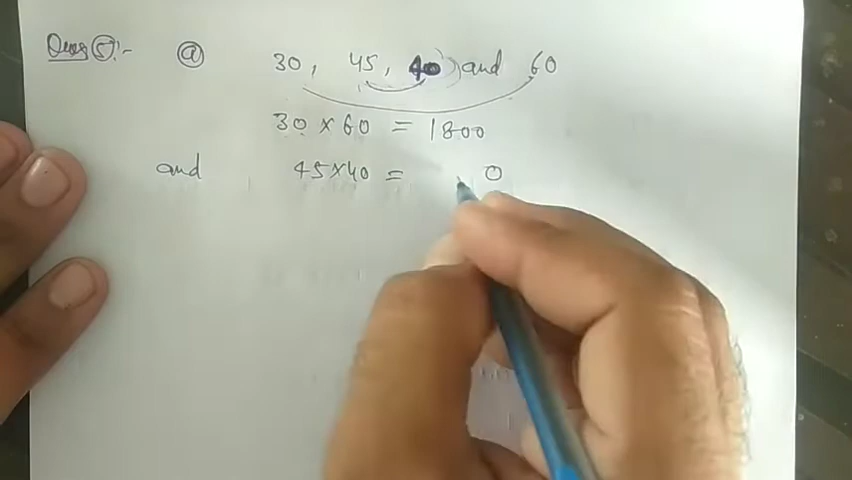 Ques ⑤:- ⓐ 30, 45, 40 and 60
30 × 60 = 1800
and 45×40 = 0